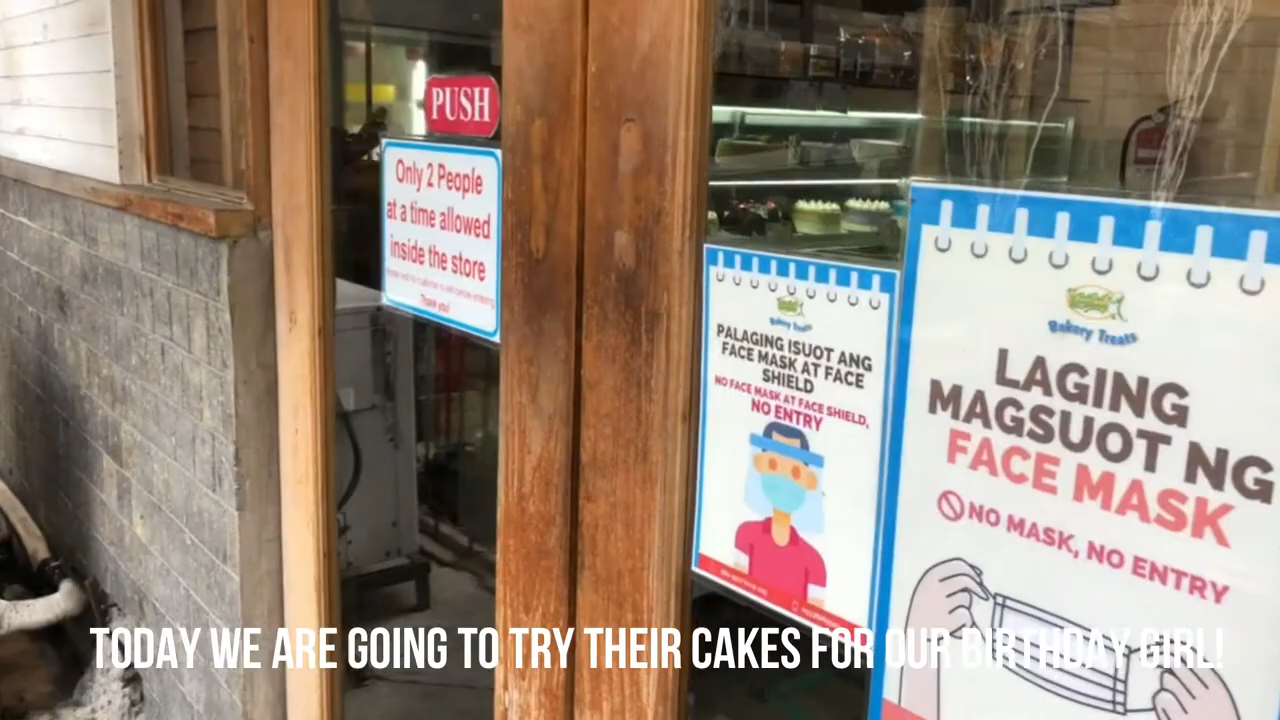 PUSH
Only 2 People
at a time allowed
inside the store
Thank you!
Bakery Treats
PALAGING ISUOT ANG
FACE MASK AT FACE
SHIELD
NO FACE MASK AT FACE SHIELD,
NO ENTRY
Bakery Treats
LAGING
MAGSUOT NG
FACE MASK
NO MASK, NO ENTRY
TODAY WE ARE GOING TO TRY THEIR CAKES FOR OUR BIRTHDAY GIRL!